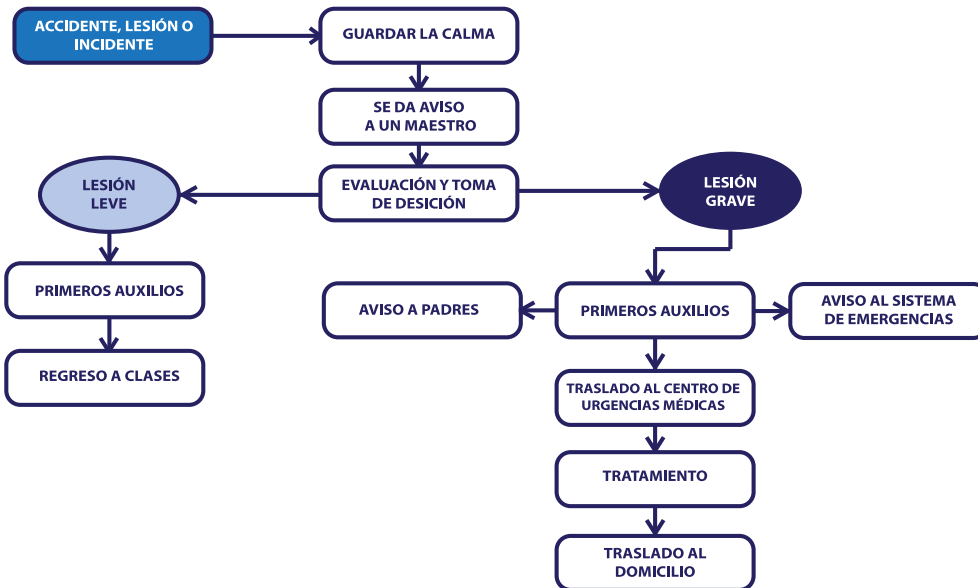 ACCIDENTE, LESIÓN O
INCIDENTE
GUARDAR LA CALMA
SE DA AVISO
A UN MAESTRO
EVALUACIÓN Y TOMA
DE DESICIÓN
LESIÓN
LEVE
LESIÓN
GRAVE
PRIMEROS AUXILIOS
REGRESO A CLASES
AVISO A PADRES
PRIMEROS AUXILIOS
AVISO AL SISTEMA
DE EMERGENCIAS
TRASLADO AL CENTRO DE
URGENCIAS MÉDICAS
TRATAMIENTO
TRASLADO AL
DOMICILIO